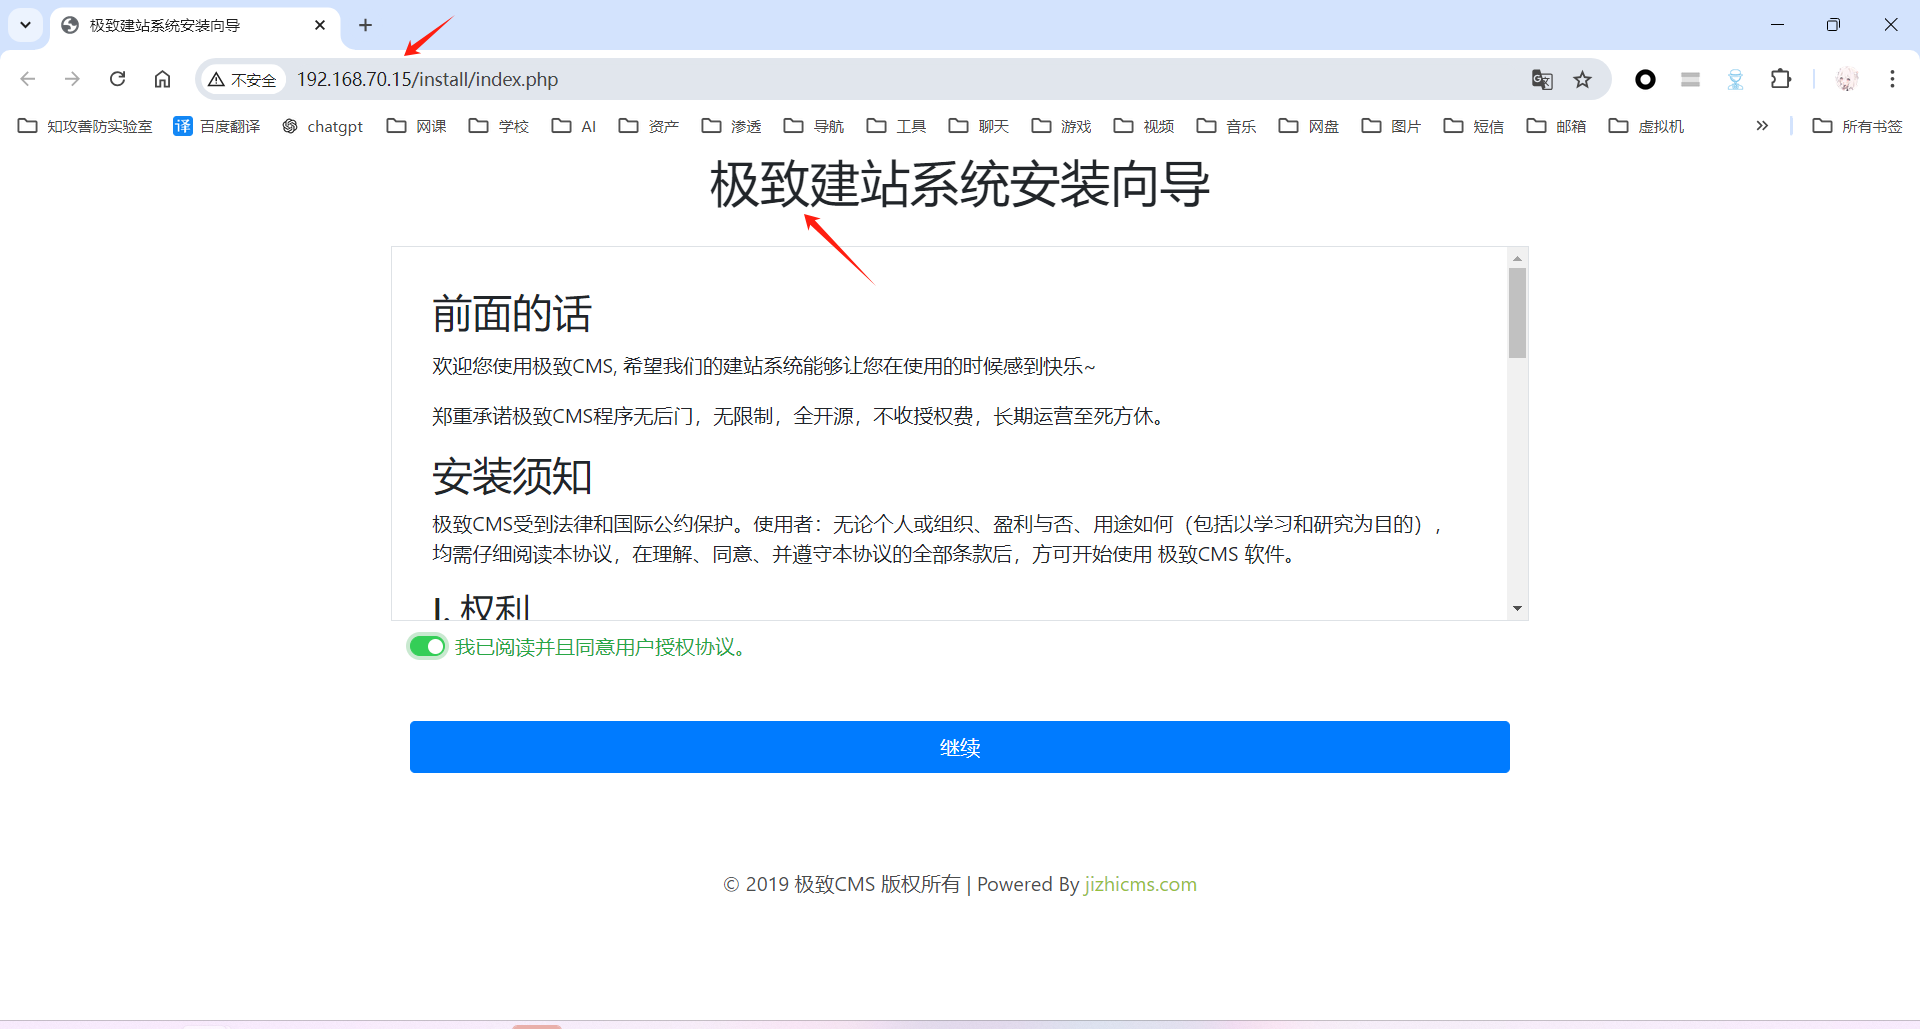 极致建站系统安装向导
不安全 192.168.70.15/install/index.php
知攻善防实验室 译 百度翻译 chatgpt 网课 学校 AI 资产 渗透 导航 工具 聊天 游戏 视频 音乐 网盘 图片 短信 邮箱 虚拟机 » 所有书签
极致建站系统安装向导
前面的话
欢迎您使用极致CMS, 希望我们的建站系统能够让您在使用的时候感到快乐~
郑重承诺极致CMS程序无后门，无限制，全开源，不收授权费，长期运营至死方休。
安装须知
极致CMS受到法律和国际公约保护。使用者：无论个人或组织、盈利与否、用途如何（包括以学习和研究为目的），
均需仔细阅读本协议，在理解、同意、并遵守本协议的全部条款后，方可开始使用 极致CMS 软件。
I. 权利
我已阅读并且同意用户授权协议。
继续
© 2019 极致CMS 版权所有 | Powered By jizhicms.com